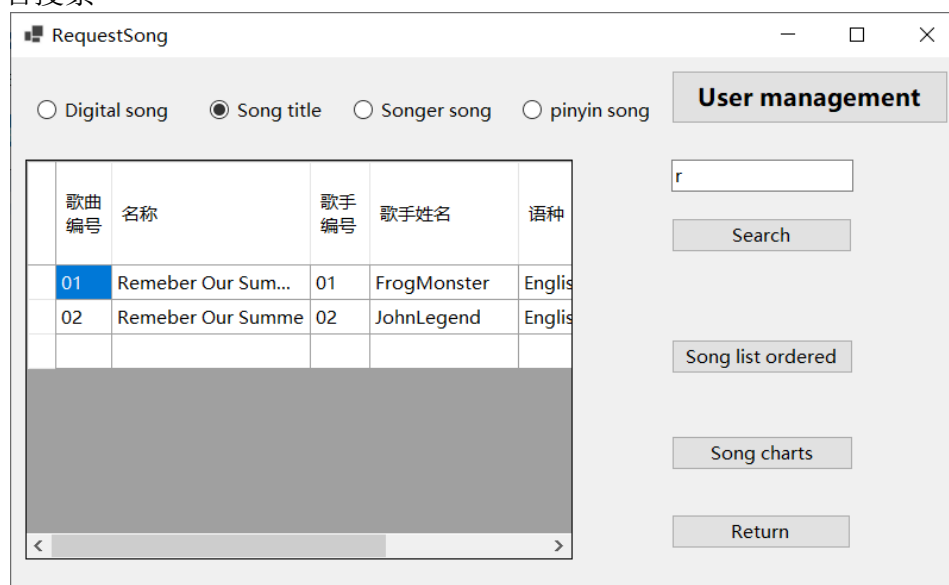 RequestSong
User management
Digital song Song title Songer song pinyin song
r
歌曲编号 名称 歌手编号 歌手姓名 语种
Search
01 Remeber Our Sum... 01 FrogMonster Englis
02 Remeber Our Summe 02 JohnLegend Englis
Song list ordered
Song charts
Return